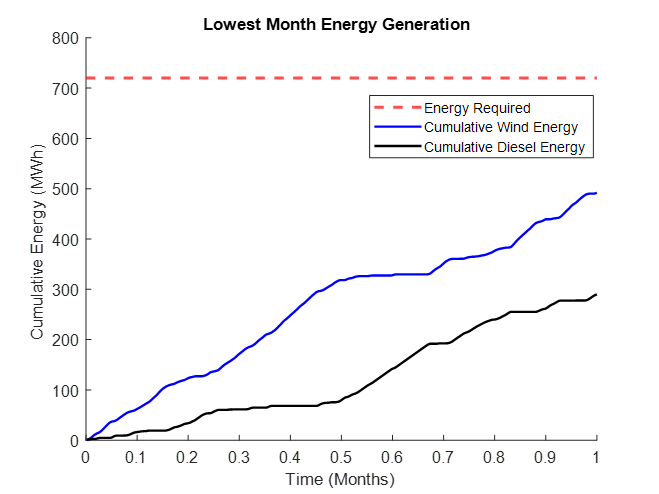 Lowest Month Energy Generation
800
700
600
500
400
300
200
100
0
Cumulative Energy (MWh)
Energy Required
Cumulative Wind Energy
Cumulative Diesel Energy
0 0.1 0.2 0.3 0.4 0.5 0.6 0.7 0.8 0.9 1
Time (Months)